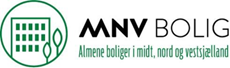 MNV BOLIG
Almene boliger i midt, nord og vestsjælland